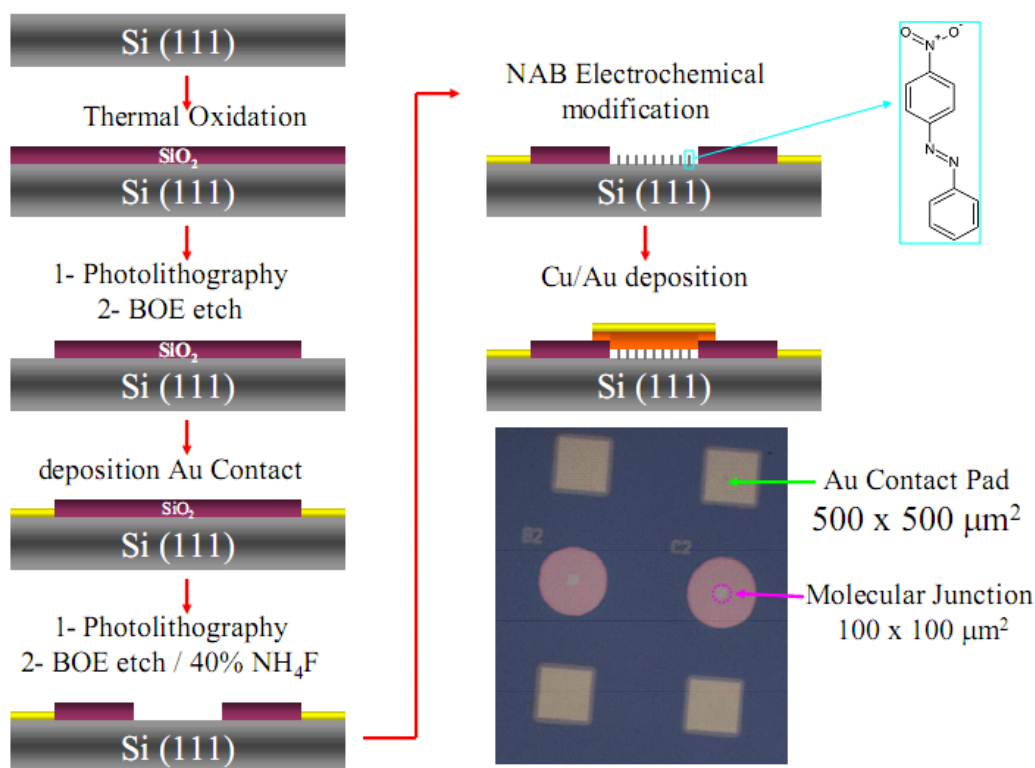 Si (111)
Thermal Oxidation
SiO₂
Si (111)
1- Photolithography
2- BOE etch
SiO₂
Si (111)
deposition Au Contact
SiO₂
Si (111)
1- Photolithography
2- BOE etch / 40% NH₄F
Si (111)
NAB Electrochemical
modification
Si (111)
Cu/Au deposition
Si (111)
O N⁺ O⁻
N
N
B2
C2
Au Contact Pad
500 x 500 μm²
Molecular Junction
100 x 100 μm²